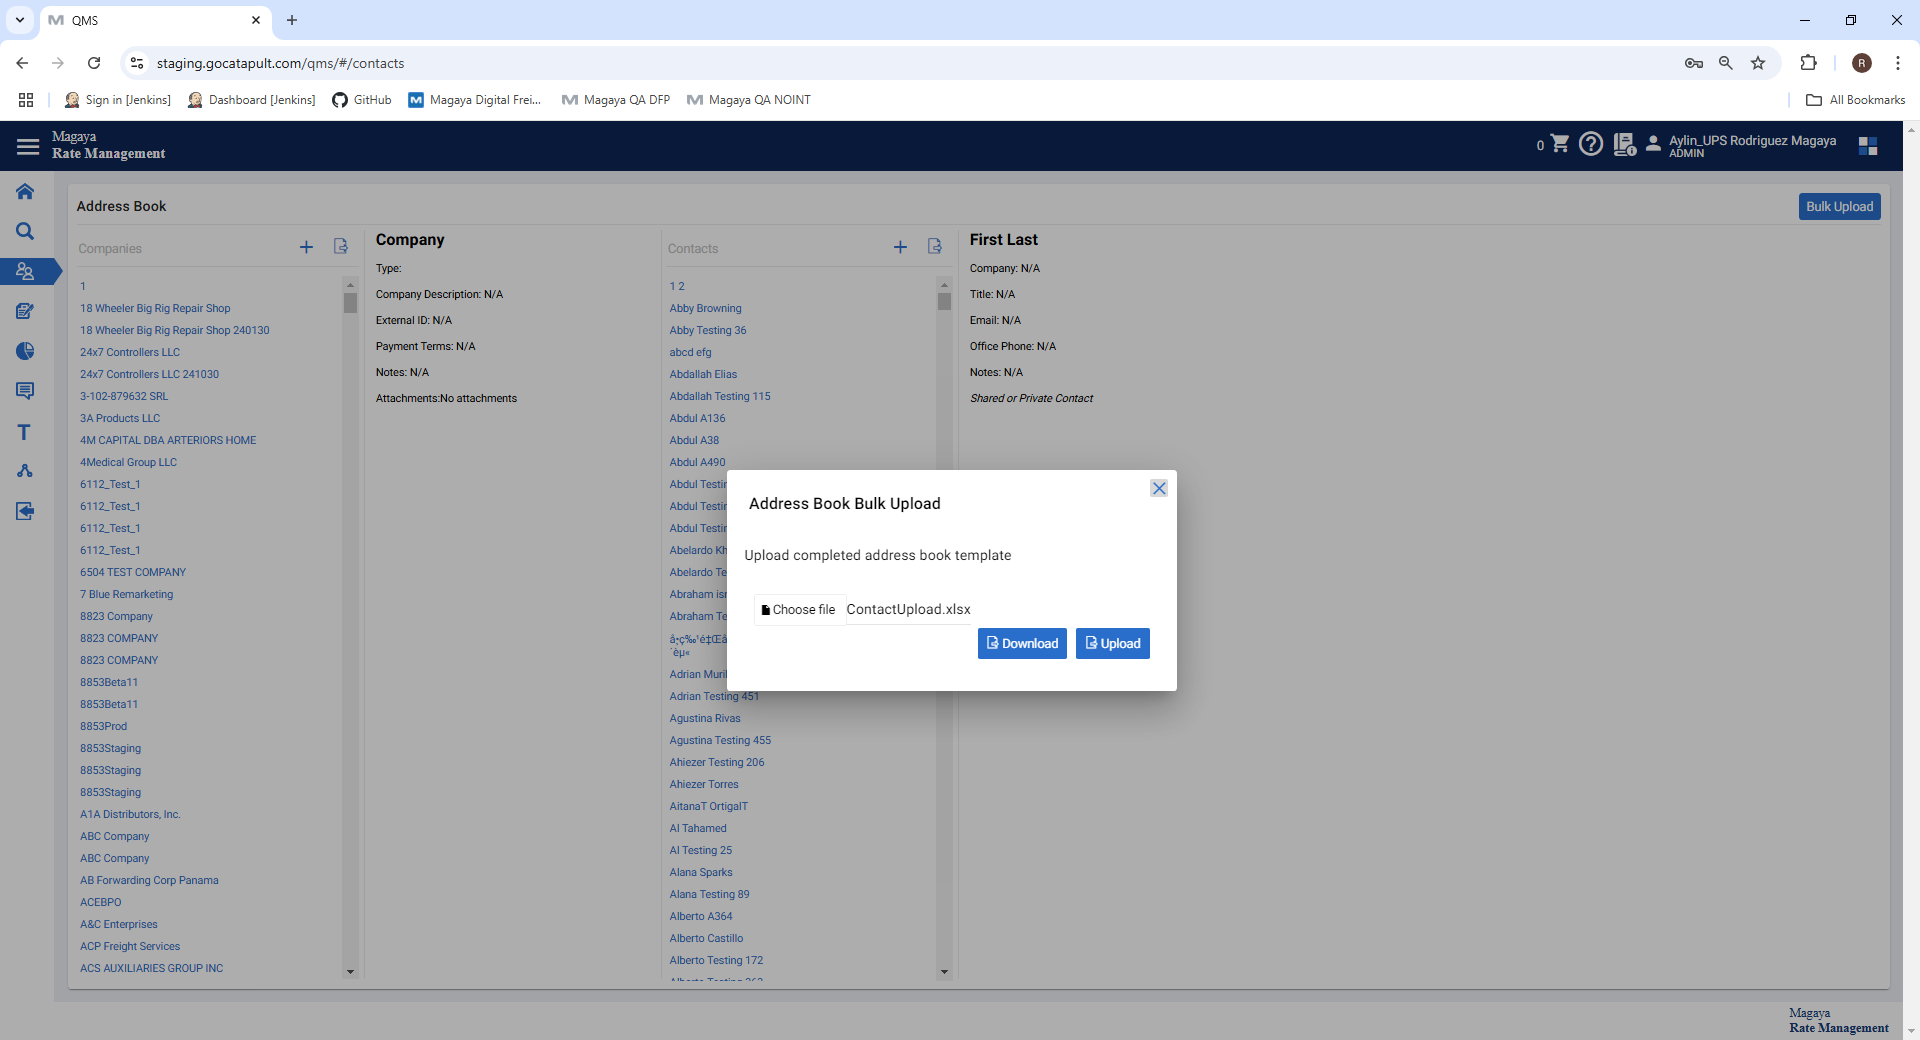 QMS
staging.gocatapult.com/qms/#/contacts
R
Sign in [Jenkins]
Dashboard [Jenkins]
GitHub
Magaya Digital Frei...
Magaya QA DFP
Magaya QA NOINT
All Bookmarks
Magaya
Rate Management
0
Aylin_UPS Rodriguez Magaya
ADMIN
Address Book
Bulk Upload
Companies
1
18 Wheeler Big Rig Repair Shop
18 Wheeler Big Rig Repair Shop 240130
24x7 Controllers LLC
24x7 Controllers LLC 241030
3-102-879632 SRL
3A Products LLC
4M CAPITAL DBA ARTERIORS HOME
4Medical Group LLC
6112_Test_1
6112_Test_1
6112_Test_1
6112_Test_1
6504 TEST COMPANY
7 Blue Remarketing
8823 Company
8823 COMPANY
8823 COMPANY
8853Beta11
8853Beta11
8853Prod
8853Staging
8853Staging
8853Staging
A1A Distributors, Inc.
ABC Company
ABC Company
AB Forwarding Corp Panama
ACEBPO
A&C Enterprises
ACP Freight Services
ACS AUXILIARIES GROUP INC
Company
Type:
Company Description: N/A
External ID: N/A
Payment Terms: N/A
Notes: N/A
Attachments:No attachments
Contacts
1 2
Abby Browning
Abby Testing 36
abcd efg
Abdallah Elias
Abdallah Testing 115
Abdul A136
Abdul A38
Abdul A490
Abdul Testin
Abdul Testin
Abdul Testin
Abelardo Kh
Abelardo Te
Abraham isr
Abraham Te
Adrian Muril
Adrian Testing 451
Agustina Rivas
Agustina Testing 455
Ahiezer Testing 206
Ahiezer Torres
AitanaT OrtigalT
Al Tahamed
Al Testing 25
Alana Sparks
Alana Testing 89
Alberto A364
Alberto Castillo
Alberto Testing 172
First Last
Company: N/A
Title: N/A
Email: N/A
Office Phone: N/A
Notes: N/A
Shared or Private Contact
Address Book Bulk Upload
Upload completed address book template
Choose file
ContactUpload.xlsx
Download
Upload
Magaya
Rate Management